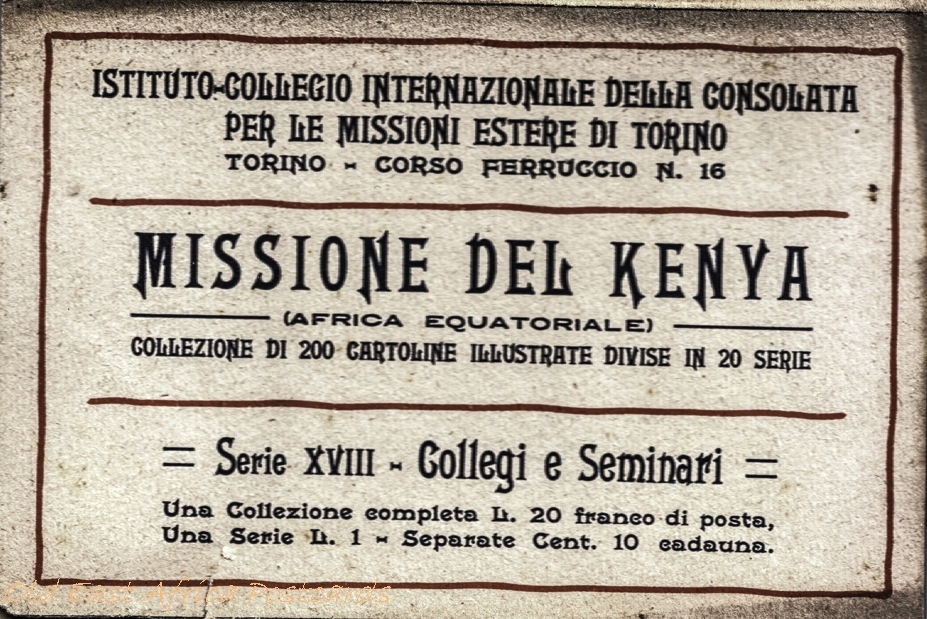 ISTITUTO-COLLEGIO INTERNAZIONALE DELLA CONSOLATA
PER LE MISSIONI ESTERE DI TORINO
TORINO - CORSO FERRUCCIO N. 16
MISSIONE DEL KENYA
(AFRICA EQUATORIALE)
COLLEZIONE DI 200 CARTOLINE ILLUSTRATE DIVISE IN 20 SERIE
= Serie XVIII - Collegi e Seminari =
Una Collezione completa L. 20 franco di posta,
Una Serie L. 1 - Separate Cent. 10 cadauna.
Old East Africa Postcards